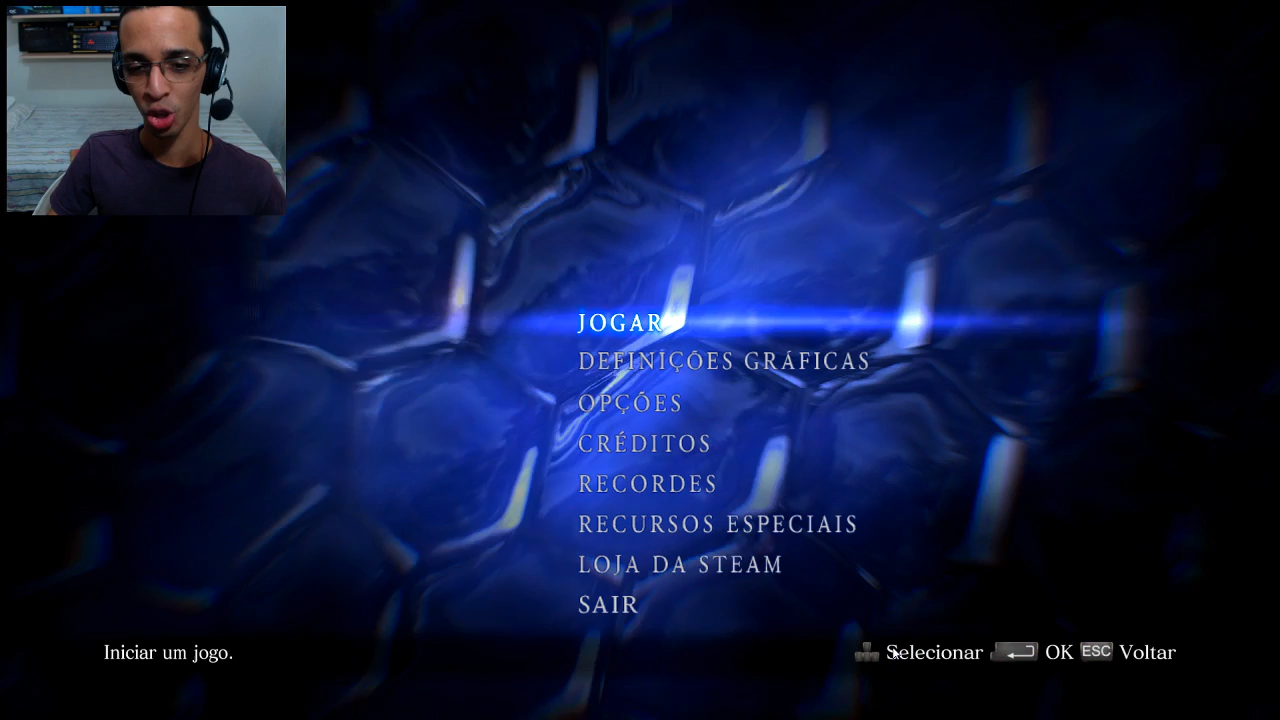 JOGAR
DEFINIÇÕES GRÁFICAS
OPÇÕES
CRÉDITOS
RECORDES
RECURSOS ESPECIAIS
LOJA DA STEAM
SAIR
Iniciar um jogo. Selecionar OK ESC Voltar